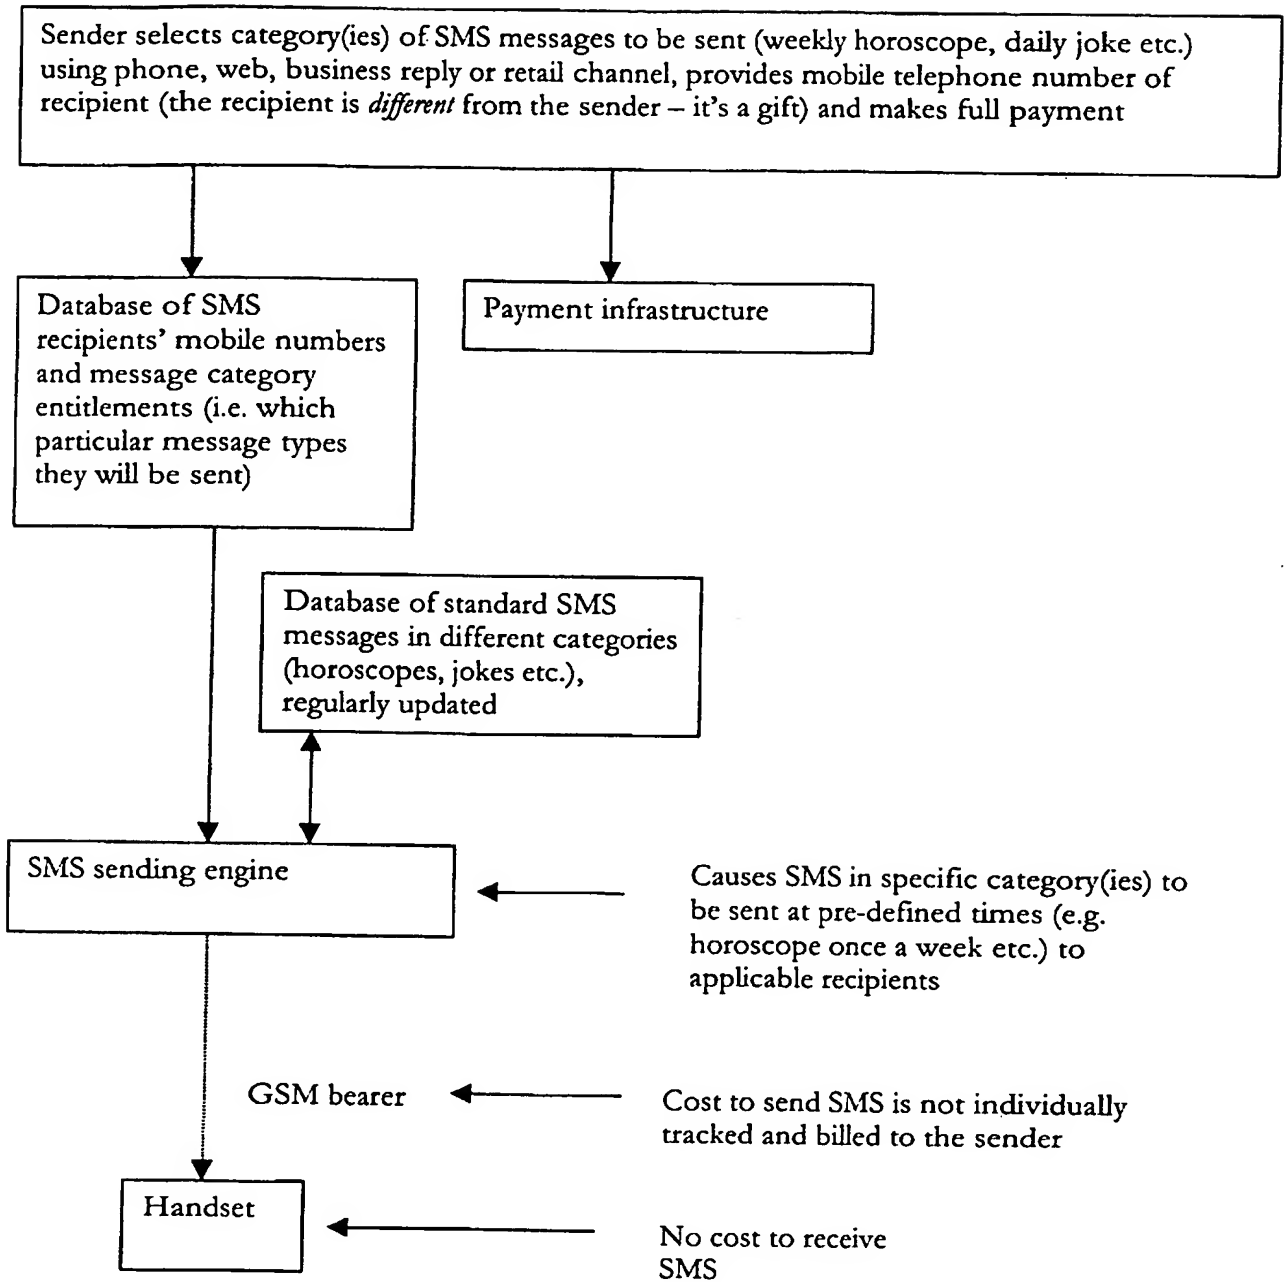 Sender selects category(ies) of SMS messages to be sent (weekly horoscope, daily joke etc.)
using phone, web, business reply or retail channel, provides mobile telephone number of
recipient (the recipient is different from the sender – it's a gift) and makes full payment
Database of SMS
recipients' mobile numbers
and message category
entitlements (i.e. which
particular message types
they will be sent)
Payment infrastructure
Database of standard SMS
messages in different categories
(horoscopes, jokes etc.),
regularly updated
SMS sending engine
Causes SMS in specific category(ies) to
be sent at pre-defined times (e.g.
horoscope once a week etc.) to
applicable recipients
GSM bearer
Cost to send SMS is not individually
tracked and billed to the sender
Handset
No cost to receive
SMS